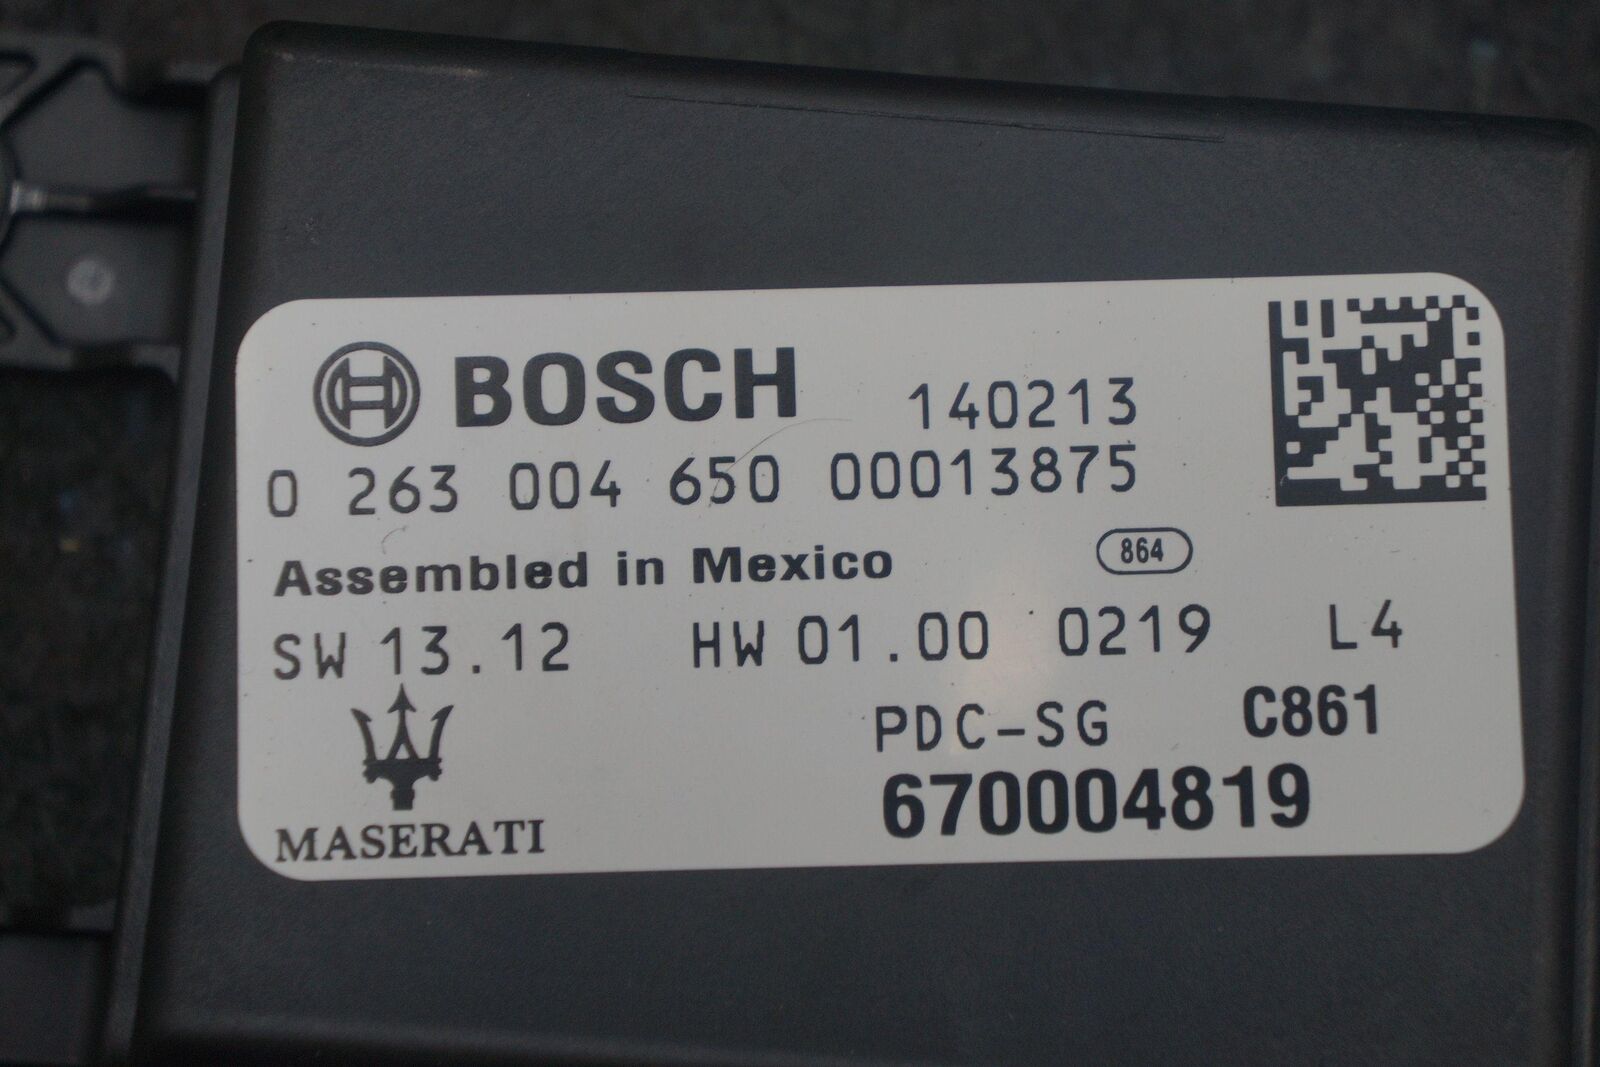 BOSCH 140213
0 263 004 650 00013875
Assembled in Mexico 864
SW 13.12 HW 01.00 0219 L4
PDC-SG C861
670004819
MASERATI